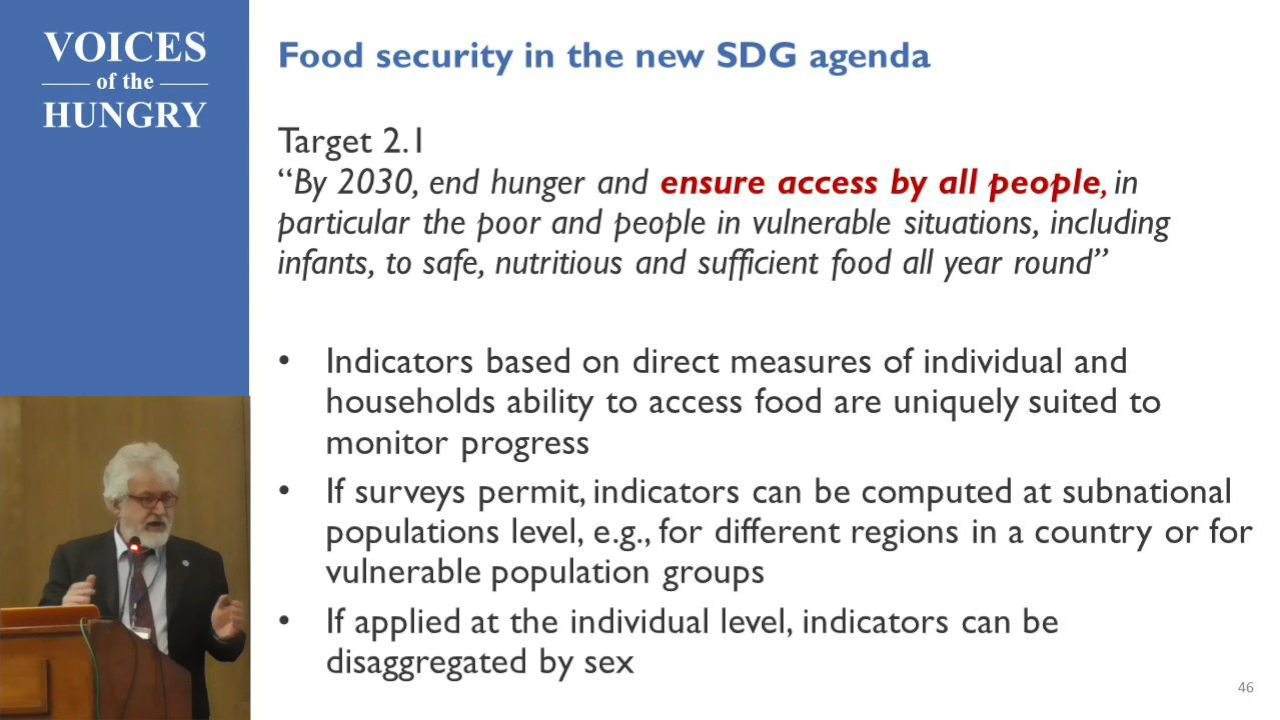 VOICES
of the
HUNGRY
Food security in the new SDG agenda
Target 2.1
“By 2030, end hunger and ensure access by all people, in
particular the poor and people in vulnerable situations, including
infants, to safe, nutritious and sufficient food all year round”
• Indicators based on direct measures of individual and
households ability to access food are uniquely suited to
monitor progress
• If surveys permit, indicators can be computed at subnational
populations level, e.g., for different regions in a country or for
vulnerable population groups
• If applied at the individual level, indicators can be
disaggregated by sex
46